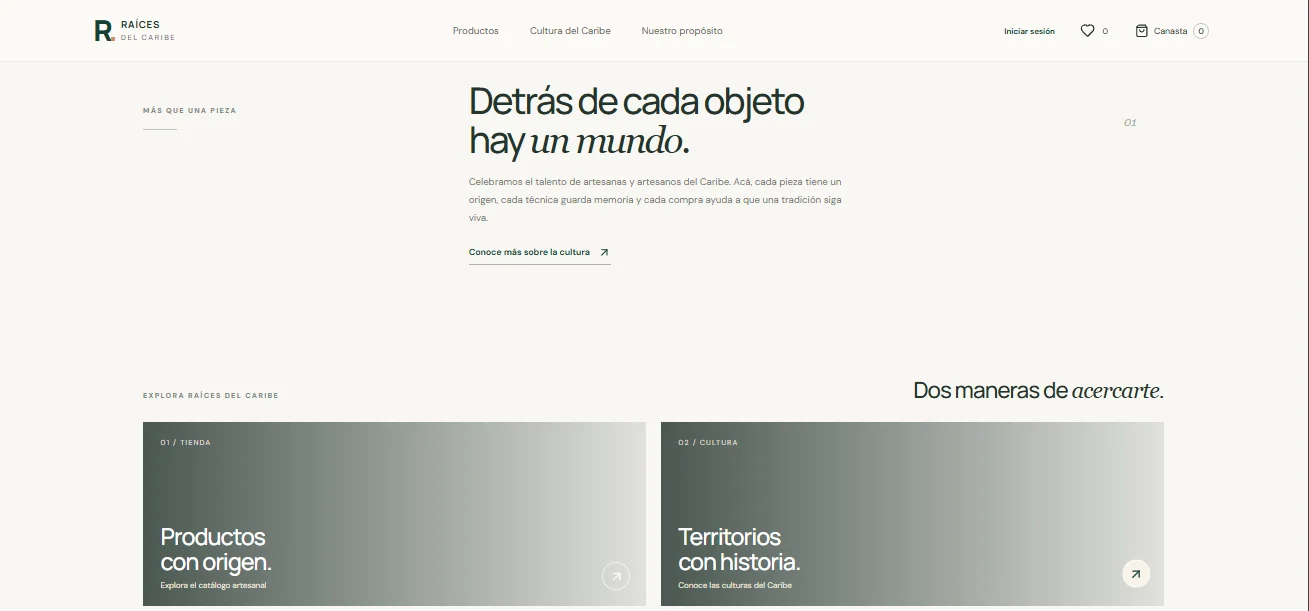 R.
RAÍCES
DEL CARIBE
Productos
Cultura del Caribe
Nuestro propósito
Iniciar sesión
0
Canasta
0
MÁS QUE UNA PIEZA
Detrás de cada objeto
hay un mundo.
01
Celebramos el talento de artesanas y artesanos del Caribe. Acá, cada pieza tiene un
origen, cada técnica guarda memoria y cada compra ayuda a que una tradición siga
viva.
Conoce más sobre la cultura
EXPLORA RAÍCES DEL CARIBE
Dos maneras de acercarte.
01 / TIENDA
Productos
con origen.
Explora el catálogo artesanal
02 / CULTURA
Territorios
con historia.
Conoce las culturas del Caribe